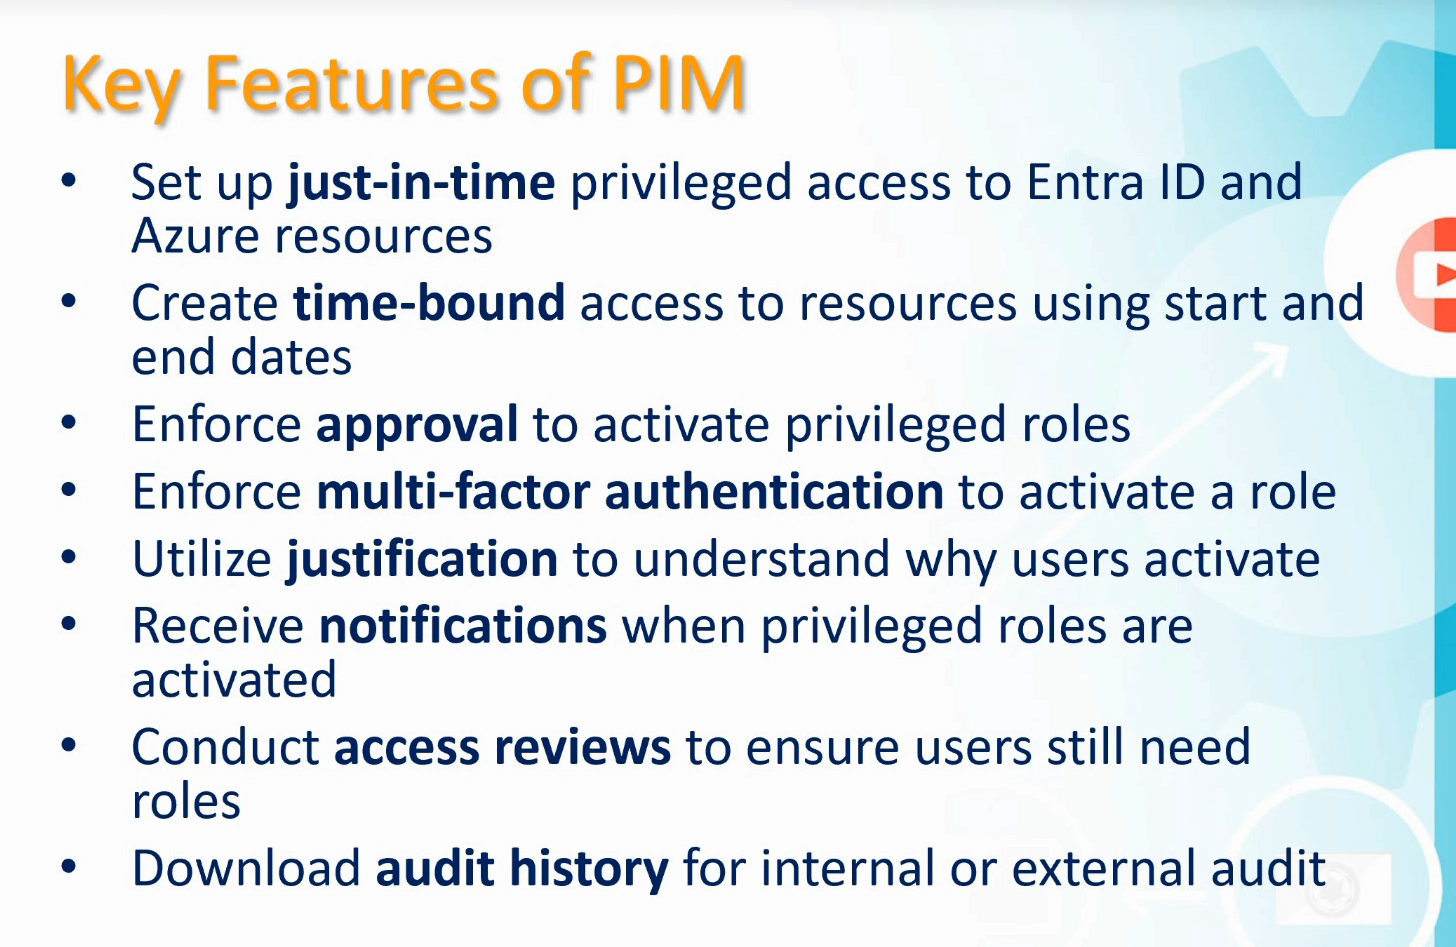 Key Features of PIM
• Set up just-in-time privileged access to Entra ID and
Azure resources
• Create time-bound access to resources using start and
end dates
• Enforce approval to activate privileged roles
• Enforce multi-factor authentication to activate a role
• Utilize justification to understand why users activate
• Receive notifications when privileged roles are
activated
• Conduct access reviews to ensure users still need
roles
• Download audit history for internal or external audit